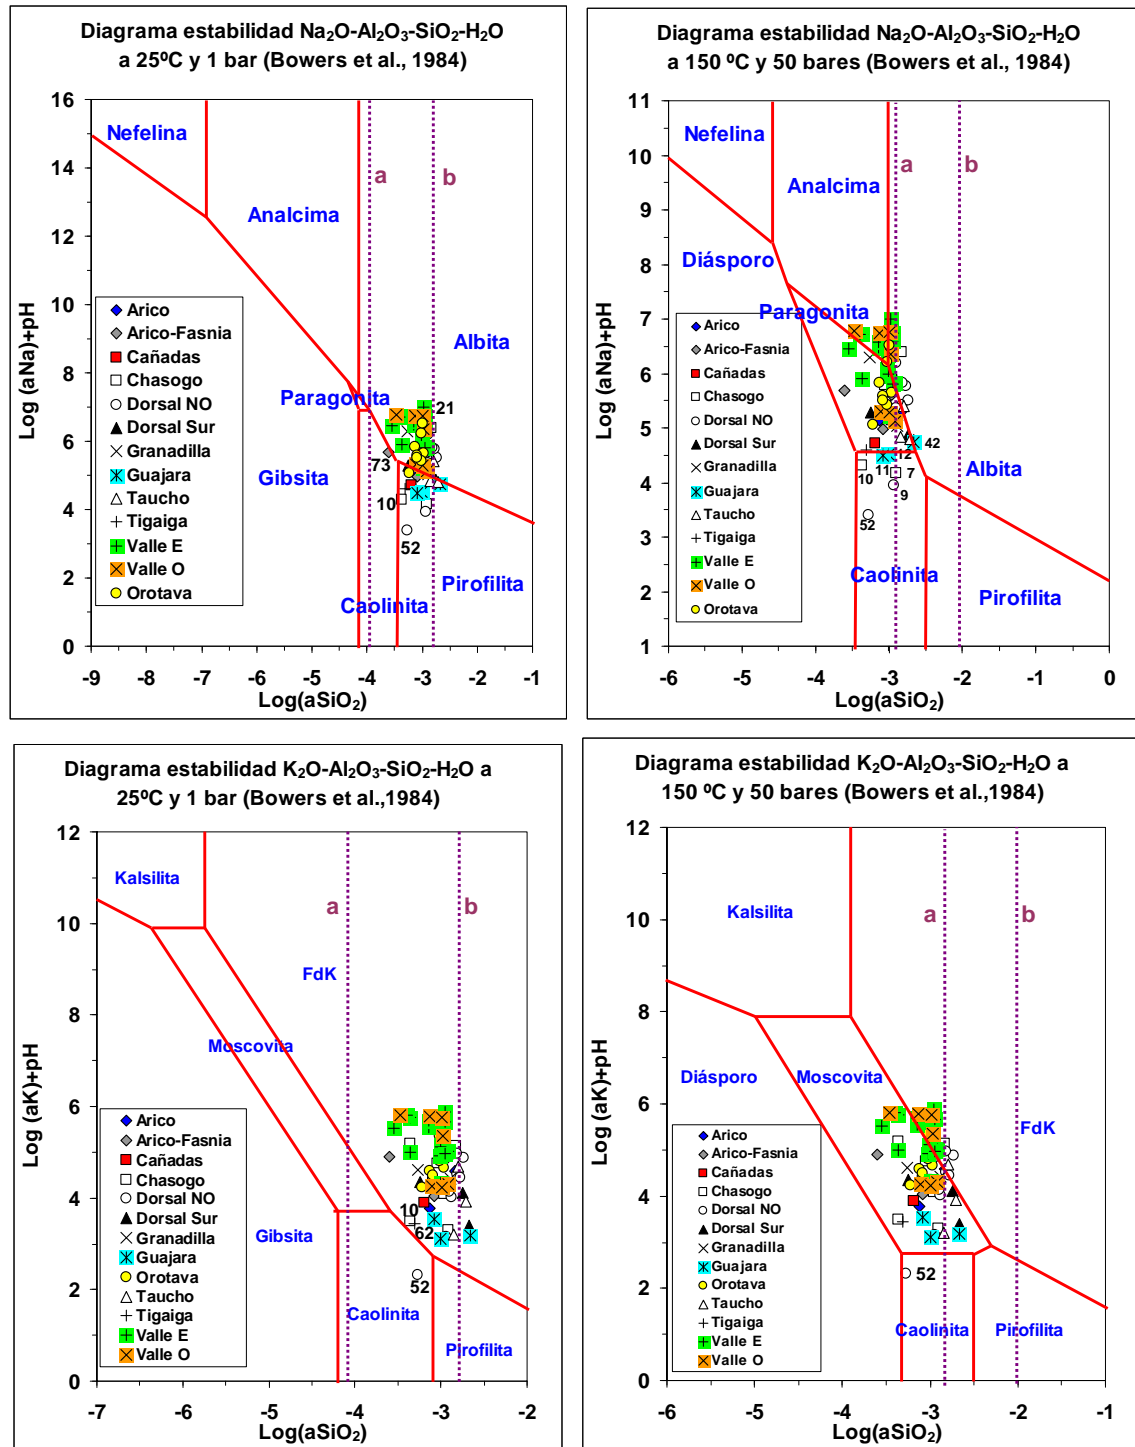 Diagrama estabilidad Na₂O-Al₂O₃-SiO₂-H₂O
a 25ºC y 1 bar (Bowers et al., 1984)
16
14
12
10
8
6
4
2
0
Log (aNa)+pH
Nefelina
Analcima
a
b
Albita
Paragonita
Gibsita
Caolinita
Pirofilita
21
73
10
52
Arico
Arico-Fasnia
Cañadas
Chasogo
Dorsal NO
Dorsal Sur
Granadilla
Guajara
Taucho
Tigaiga
Valle E
Valle O
Orotava
-9 -8 -7 -6 -5 -4 -3 -2 -1
Log(aSiO₂)
Diagrama estabilidad Na₂O-Al₂O₃-SiO₂-H₂O
a 150 ºC y 50 bares (Bowers et al., 1984)
11
10
9
8
7
6
5
4
3
2
1
Log (aNa)+pH
Nefelina
Analcima
a
b
Diásporo
Paragonita
Albita
Caolinita
Pirofilita
42
12
11
10
7
9
52
Arico
Arico-Fasnia
Cañadas
Chasogo
Dorsal NO
Dorsal Sur
Granadilla
Guajara
Taucho
Tigaiga
Valle E
Valle O
Orotava
-6 -5 -4 -3 -2 -1 0
Log(aSiO₂)
Diagrama estabilidad K₂O-Al₂O₃-SiO₂-H₂O a
25ºC y 1 bar (Bowers et al.,1984)
12
10
8
6
4
2
0
Log (aK)+pH
Kalsilita
a
b
FdK
Moscovita
Gibsita
Caolinita
Pirofilita
10
62
52
Arico
Arico-Fasnia
Cañadas
Chasogo
Dorsal NO
Dorsal Sur
Granadilla
Guajara
Orotava
Taucho
Tigaiga
Valle E
Valle O
-7 -6 -5 -4 -3 -2
Log(aSiO₂)
Diagrama estabilidad K₂O-Al₂O₃-SiO₂-H₂O a
150 ºC y 50 bares (Bowers et al.,1984)
12
10
8
6
4
2
0
Log (aK)+pH
Kalsilita
a
b
Diásporo
Moscovita
FdK
Caolinita
Pirofilita
52
Arico
Arico-Fasnia
Cañadas
Chasogo
Dorsal NO
Dorsal Sur
Granadilla
Guajara
Orotava
Taucho
Tigaiga
Valle E
Valle O
-6 -5 -4 -3 -2 -1
Log(aSiO₂)